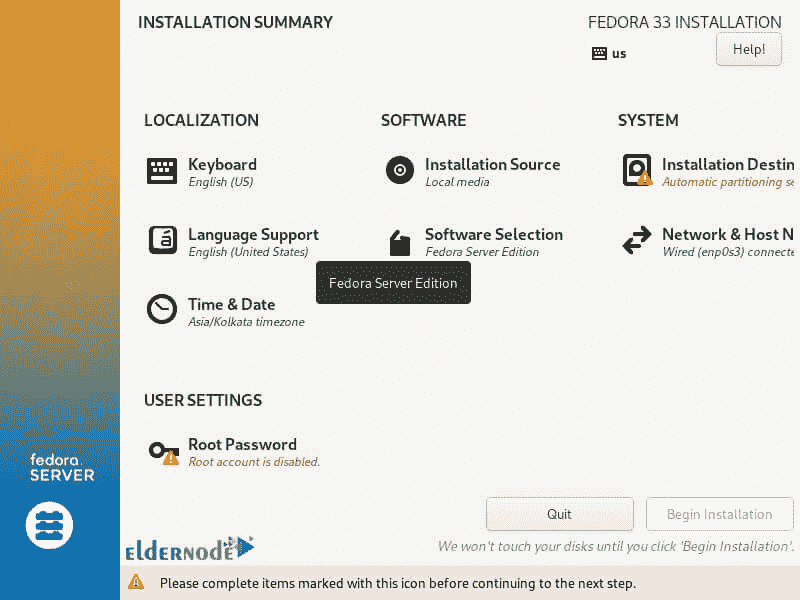 INSTALLATION SUMMARY
FEDORA 33 INSTALLATION
us
Help!
LOCALIZATION
Keyboard
English (US)
Language Support
English (United States)
Time & Date
Asia/Kolkata timezone
SOFTWARE
Installation Source
Local media
Software Selection
Fedora Server Edition
Fedora Server Edition
SYSTEM
Installation Destin
Automatic partitioning se
Network & Host N
Wired (enp0s3) connecte
USER SETTINGS
Root Password
Root account is disabled.
fedora.
SERVER
Quit
Begin Installation
We won't touch your disks until you click 'Begin Installation'.
eldernode
Please complete items marked with this icon before continuing to the next step.